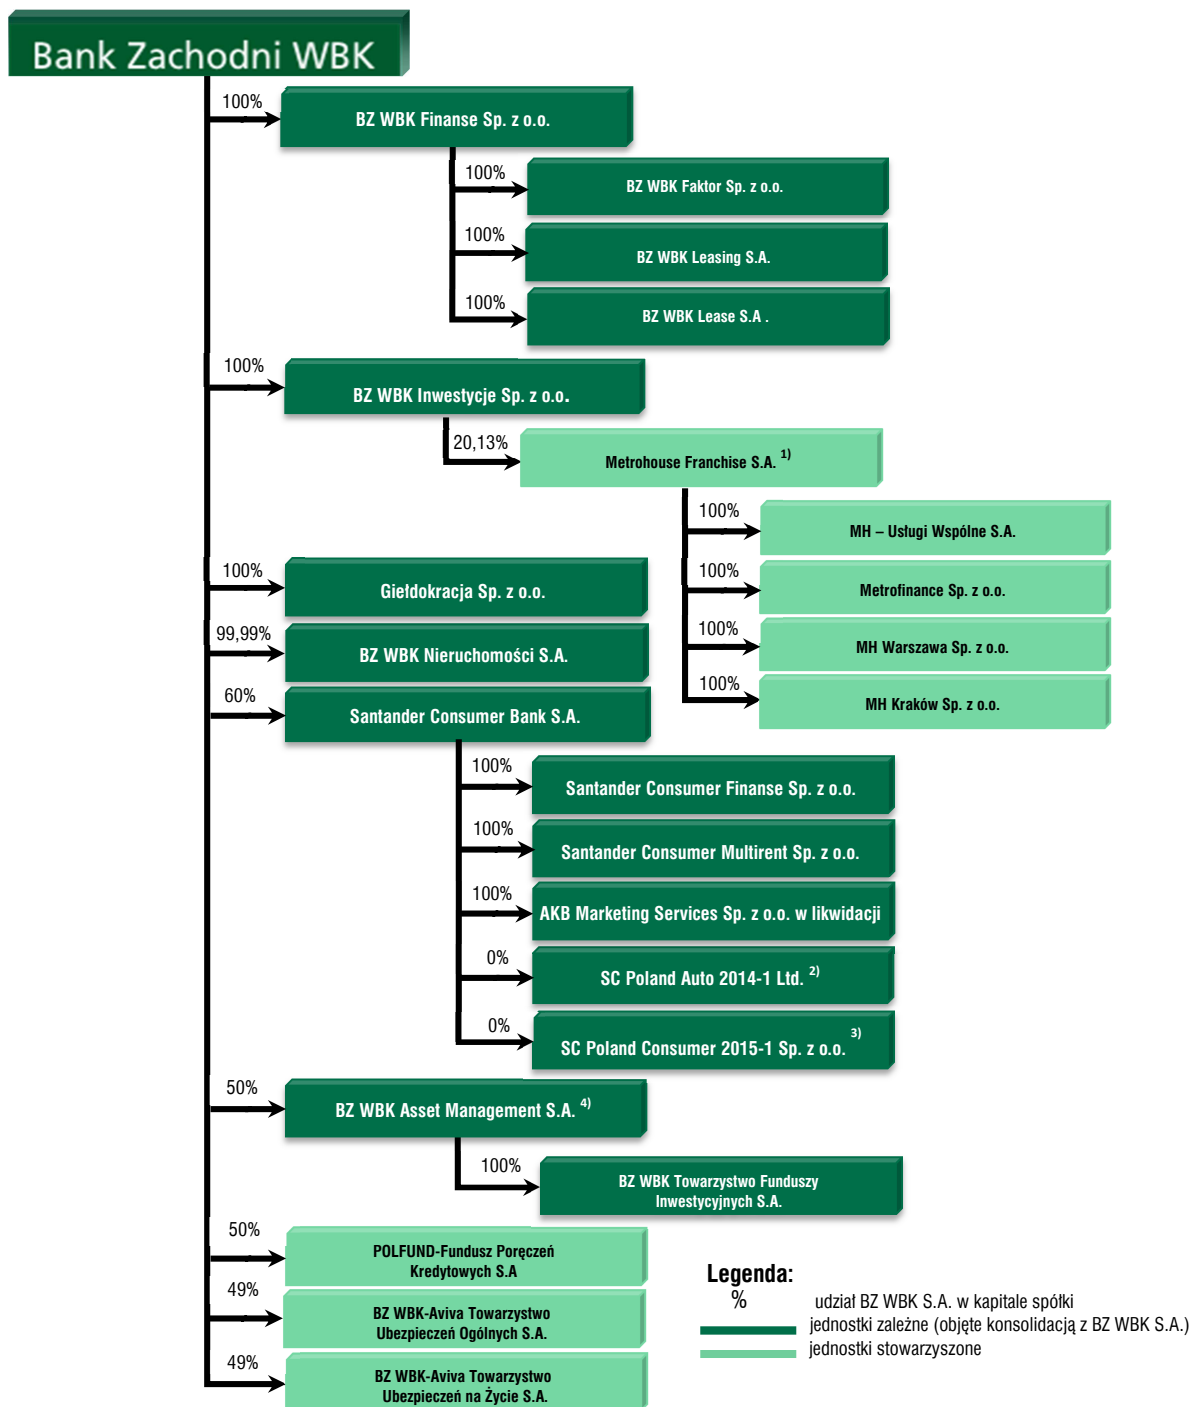 Bank Zachodni WBK
100%
BZ WBK Finanse Sp. z o.o.
100%
BZ WBK Faktor Sp. z o.o.
100%
BZ WBK Leasing S.A.
100%
BZ WBK Lease S.A .
100%
BZ WBK Inwestycje Sp. z o.o.
20,13%
Metrohouse Franchise S.A. 1)
100%
MH – Usługi Wspólne S.A.
100%
Metrofinance Sp. z o.o.
100%
MH Warszawa Sp. z o.o.
100%
MH Kraków Sp. z o.o.
100%
Giełdokracja Sp. z o.o.
99,99%
BZ WBK Nieruchomości S.A.
60%
Santander Consumer Bank S.A.
100%
Santander Consumer Finanse Sp. z o.o.
100%
Santander Consumer Multirent Sp. z o.o.
100%
AKB Marketing Services Sp. z o.o. w likwidacji
0%
SC Poland Auto 2014-1 Ltd. 2)
0%
SC Poland Consumer 2015-1 Sp. z o.o. 3)
50%
BZ WBK Asset Management S.A. 4)
100%
BZ WBK Towarzystwo Funduszy
Inwestycyjnych S.A.
50%
POLFUND-Fundusz Poręczeń
Kredytowych S.A
49%
BZ WBK-Aviva Towarzystwo
Ubezpieczeń Ogólnych S.A.
49%
BZ WBK-Aviva Towarzystwo
Ubezpieczeń na Życie S.A.
Legenda:
% udział BZ WBK S.A. w kapitale spółki
jednostki zależne (objęte konsolidacją z BZ WBK S.A.)
jednostki stowarzyszone